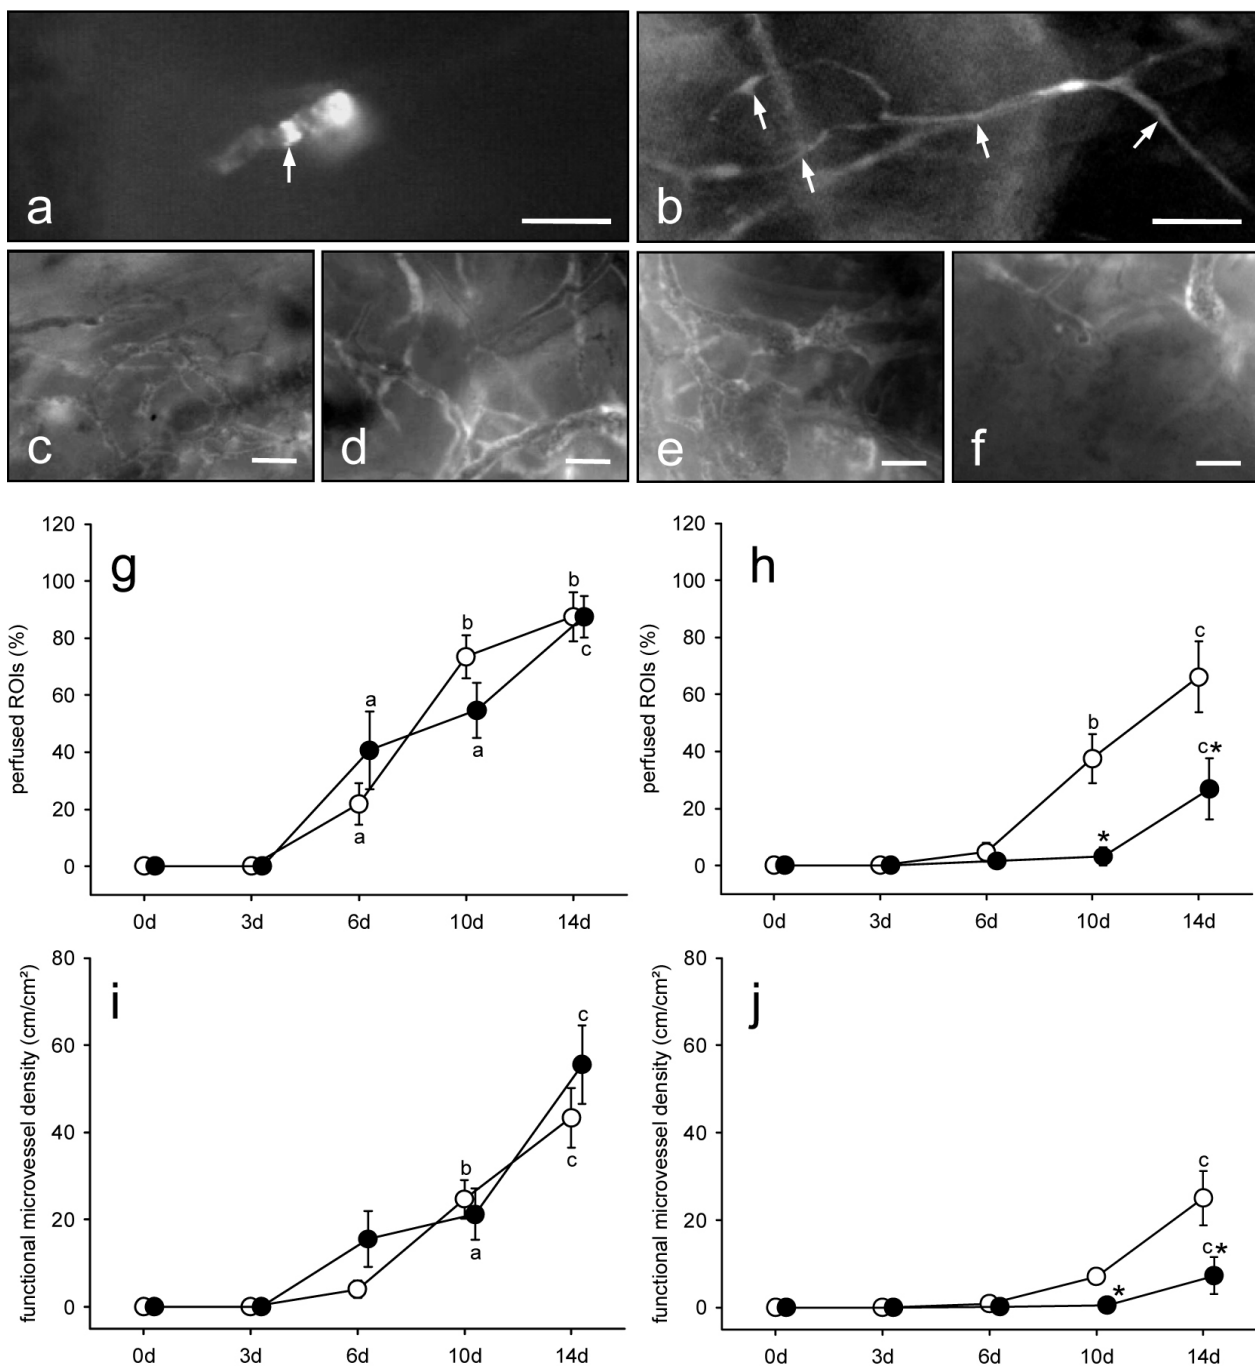 a
b
c
d
e
f
g
perfused ROIs (%)
120
100
80
60
40
20
0
a
a
b
a
b
c
0d 3d 6d 10d 14d
h
perfused ROIs (%)
120
100
80
60
40
20
0
b
*
c
c*
0d 3d 6d 10d 14d
i
functional microvessel density (cm/cm²)
80
60
40
20
0
b
a
c
c
0d 3d 6d 10d 14d
j
functional microvessel density (cm/cm²)
80
60
40
20
0
*
c
c*
0d 3d 6d 10d 14d